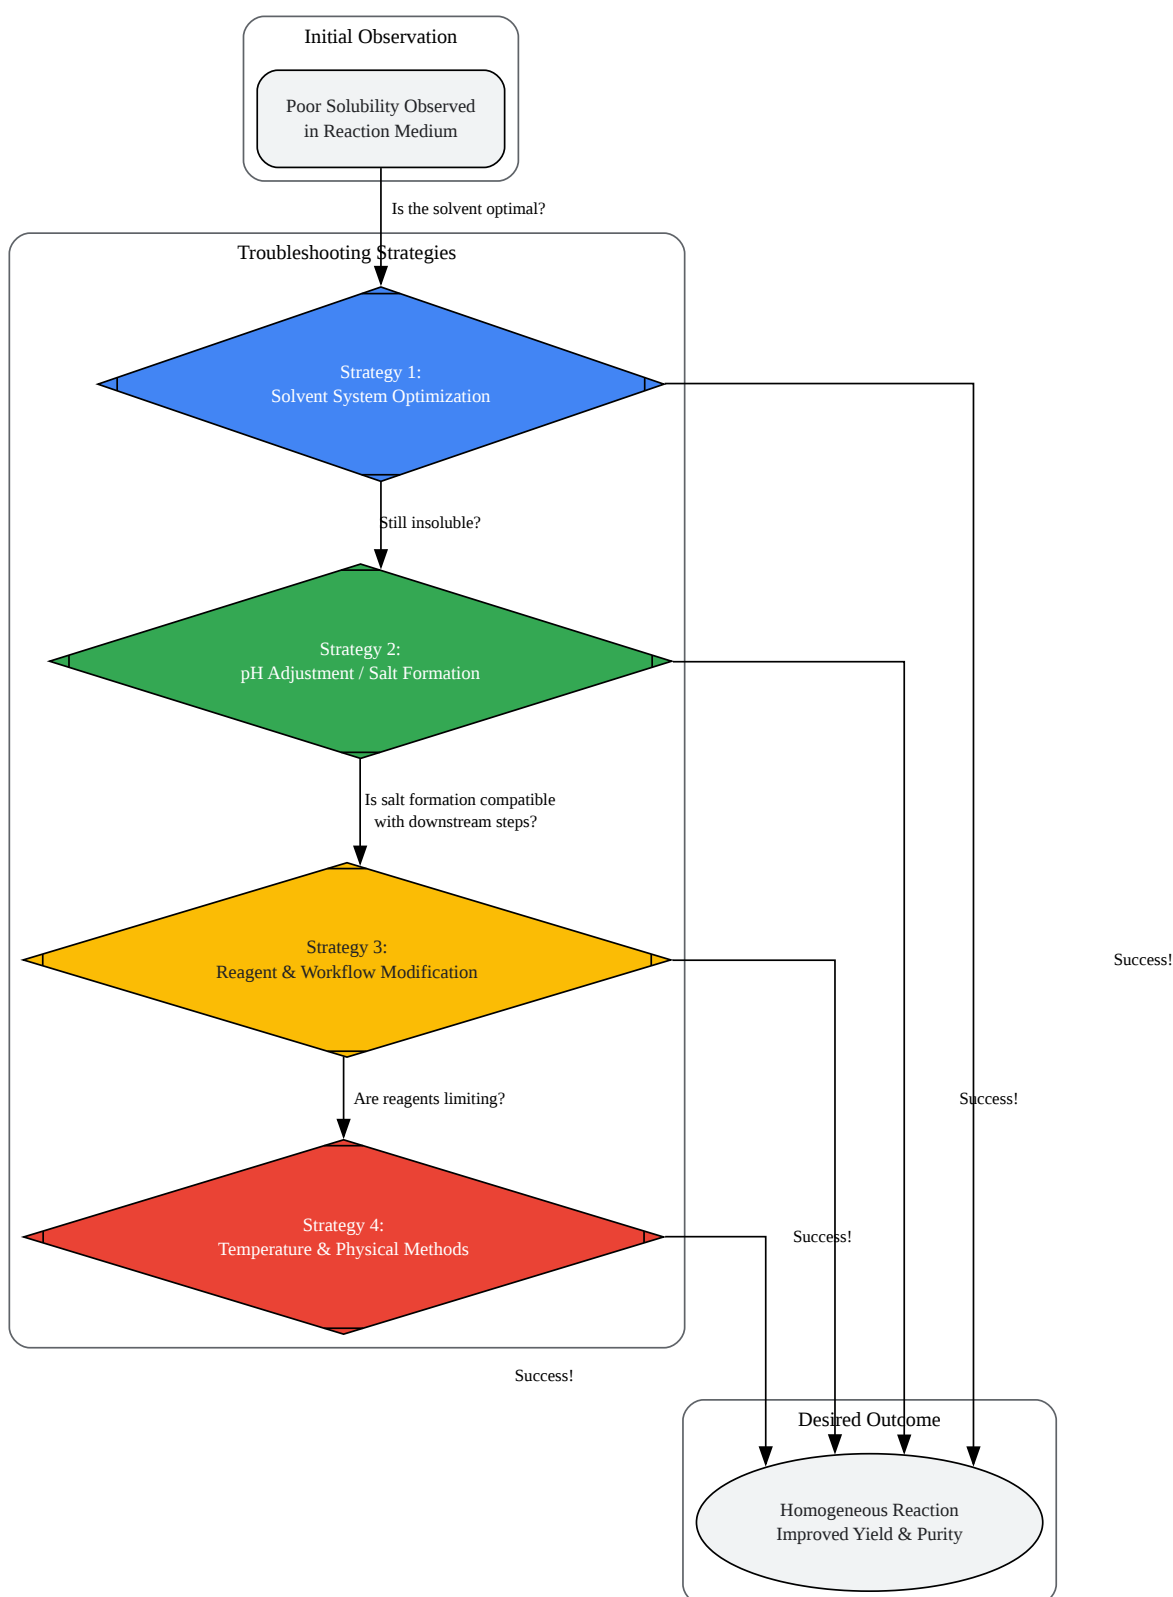 Initial Observation
Poor Solubility Observed
in Reaction Medium
Is the solvent optimal?
Troubleshooting Strategies
Strategy 1:
Solvent System Optimization
Still insoluble?
Strategy 2:
pH Adjustment / Salt Formation
Is salt formation compatible
with downstream steps?
Strategy 3:
Reagent & Workflow Modification
Success!
Are reagents limiting?
Success!
Strategy 4:
Temperature & Physical Methods
Success!
Success!
Desired Outcome
Homogeneous Reaction
Improved Yield & Purity